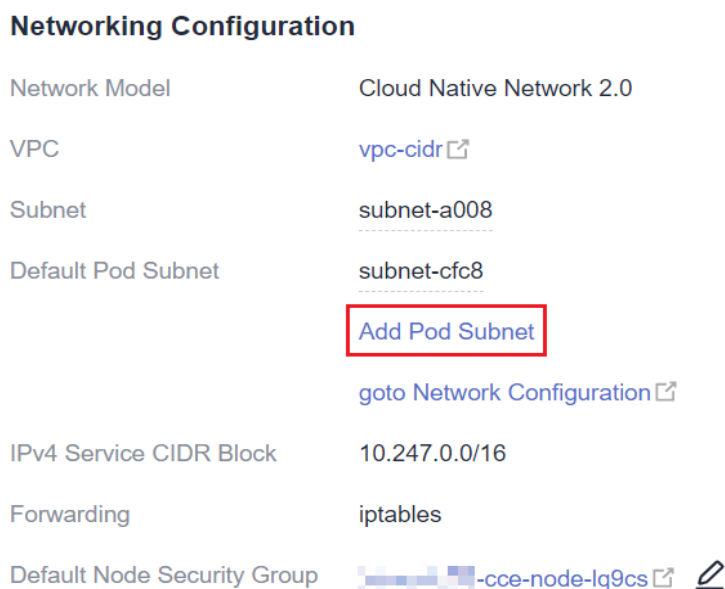 Networking Configuration
Network Model Cloud Native Network 2.0
VPC vpc-cidr
Subnet subnet-a008
Default Pod Subnet subnet-cfc8
Add Pod Subnet
goto Network Configuration
IPv4 Service CIDR Block 10.247.0.0/16
Forwarding iptables
Default Node Security Group -cce-node-lq9cs